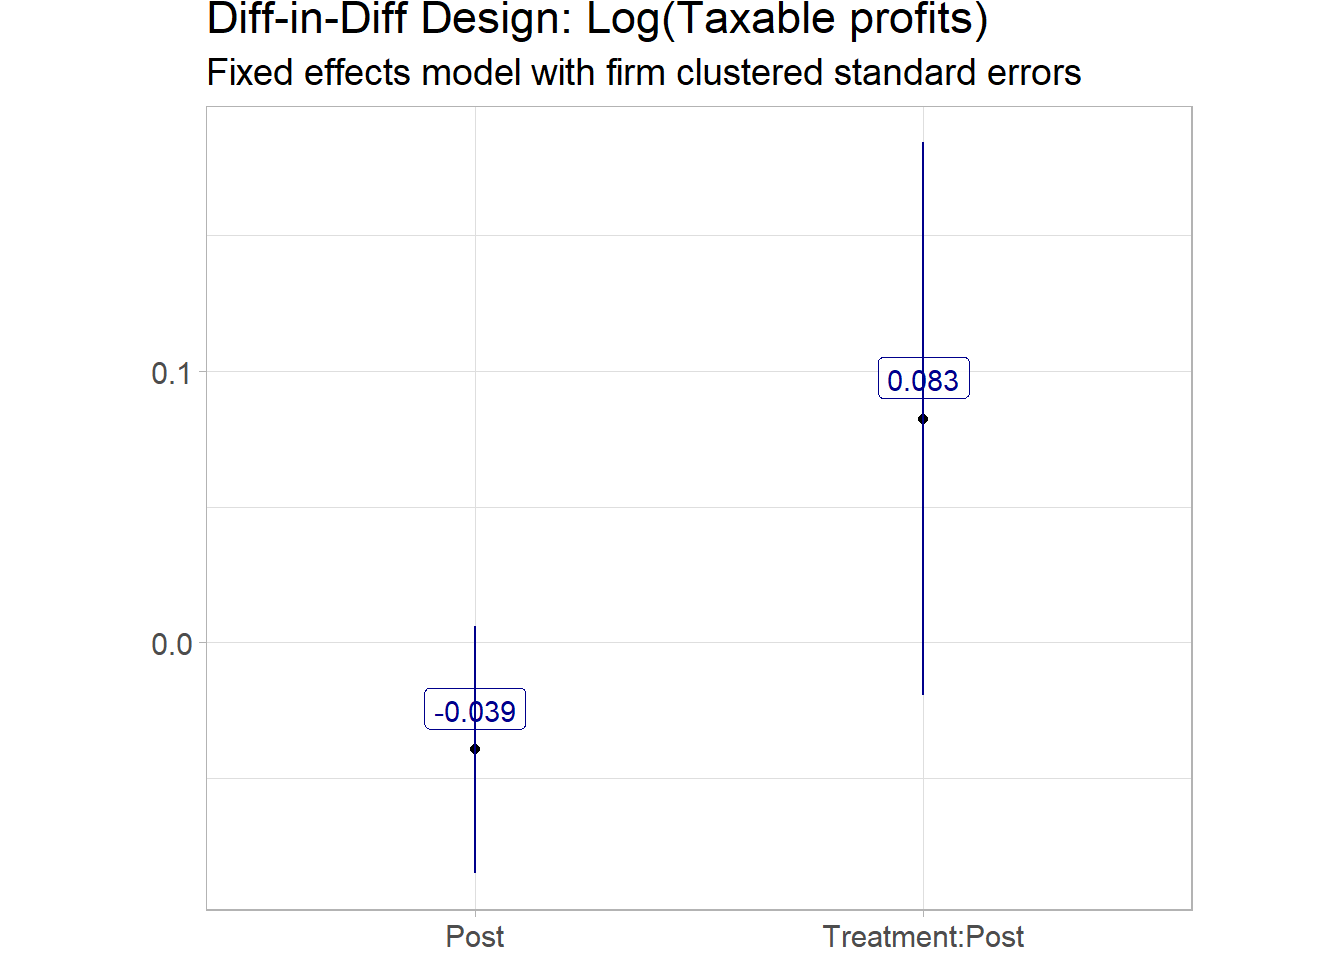 Diff-in-Diff Design: Log(Taxable profits)
Fixed effects model with firm clustered standard errors
0.1
0.083
0.0
-0.039
Post
Treatment:Post